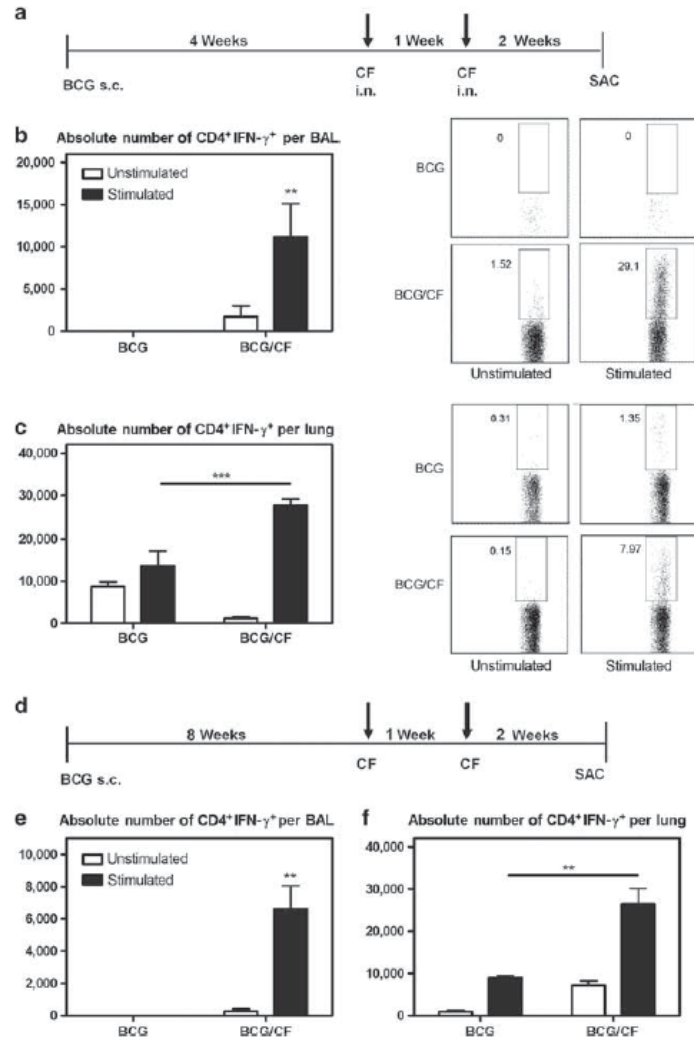 a
4 Weeks
1 Week
2 Weeks
BCG s.c.
CF
i.n.
CF
i.n.
SAC
b
Absolute number of CD4⁺IFN-γ⁺ per BAL.
20,000
15,000
10,000
5,000
0
Unstimulated
Stimulated
**
BCG
BCG/CF
BCG
0
0
BCG/CF
1.52
29.1
Unstimulated
Stimulated
c
Absolute number of CD4⁺IFN-γ⁺ per lung
40,000
30,000
20,000
10,000
0
***
BCG
BCG/CF
BCG
0.31
1.35
BCG/CF
0.15
7.97
Unstimulated
Stimulated
d
8 Weeks
1 Week
2 Weeks
BCG s.c.
CF
CF
SAC
e
Absolute number of CD4⁺IFN-γ⁺ per BAL
10,000
8,000
6,000
4,000
2,000
0
Unstimulated
Stimulated
**
BCG
BCG/CF
f
Absolute number of CD4⁺IFN-γ⁺ per lung
40,000
30,000
20,000
10,000
0
**
BCG
BCG/CF